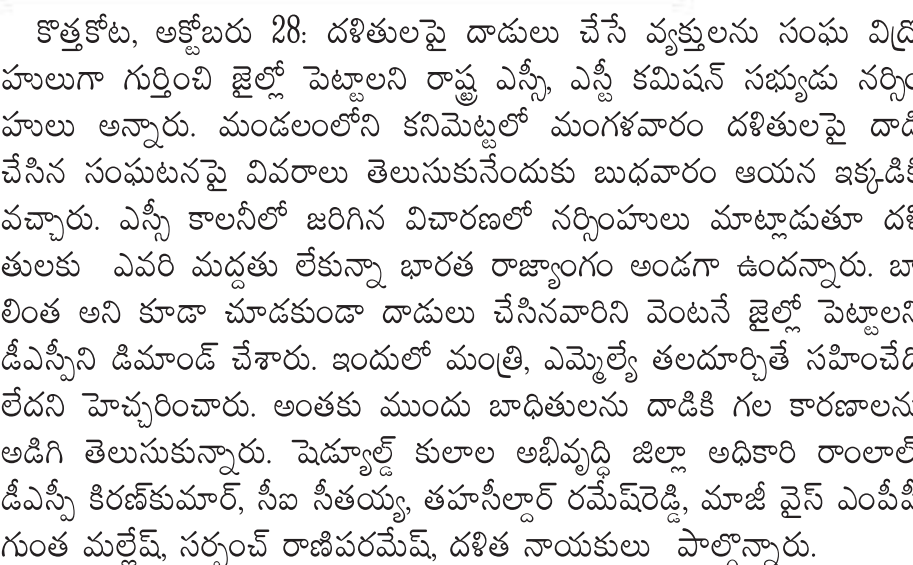 కొత్తకోట, అక్టోబరు 28: దళితులపై దాడులు చేసే వ్యక్తులను సంఘ విద్రో
హులుగా గుర్తించి జైల్లో పెట్టాలని రాష్ట్ర ఎస్సీ, ఎస్టీ కమిషన్ సభ్యుడు నర్సిం
హులు అన్నారు. మండలంలోని కనిమెట్టలో మంగళవారం దళితులపై దాడి
చేసిన సంఘటనపై వివరాలు తెలుసుకునేందుకు బుధవారం ఆయన ఇక్కడికి
వచ్చారు. ఎస్సీ కాలనీలో జరిగిన విచారణలో నర్సింహులు మాట్లాడుతూ దళి
తులకు ఎవరి మద్దతు లేకున్నా భారత రాజ్యాంగం అండగా ఉందన్నారు. బా
లింత అని కూడా చూడకుండా దాడులు చేసినవారిని వెంటనే జైల్లో పెట్టాలని
డీఎస్పీని డిమాండ్ చేశారు. ఇందులో మంత్రి, ఎమ్మెల్యే తలదూర్చితే సహించేది
లేదని హెచ్చరించారు. అంతకు ముందు బాధితులను దాడికి గల కారణాలను
అడిగి తెలుసుకున్నారు. షెడ్యూల్డ్ కులాల అభివృద్ధి జిల్లా అధికారి రాంలాల్
డీఎస్పీ కిరణ్‌కుమార్, సీఐ సీతయ్య, తహసీల్దార్ రమేష్‌రెడ్డి, మాజీ వైస్ ఎంపీపీ
గుంత మల్లేష్, సర్పంచ్ రాణిపరమేష్, దళిత నాయకులు పాల్గొన్నారు.